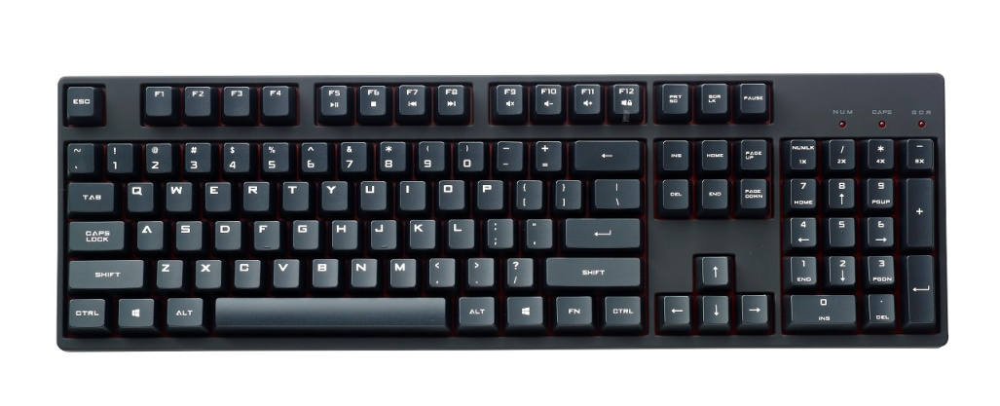 ESC F1 F2 F3 F4 F5 F6 F7 F8 F9 F10 F11 F12 PRT SCR PAUSE
SC LK
NUM CAPS SCR
~ ! @ # $ % ^ & * ( ) _ + ← INS HOME PAGE NUMLK / * -
UP
` 1 2 3 4 5 6 7 8 9 0 - = 1X 2X 4X 8X
TAB Q W E R T Y U I O P { } | DEL END PAGE 7 8 9 +
DOWN
[ ] \ HOME ↑ PGUP
CAPS A S D F G H J K L : " ← 4 5 6
LOCK ; ' ← →
SHIFT Z X C V B N M < > ? SHIFT ↑ 1 2 3 ←
, . / END ↓ PGDN
CTRL ALT ALT FN CTRL ← ↓ → 0 .
INS DEL